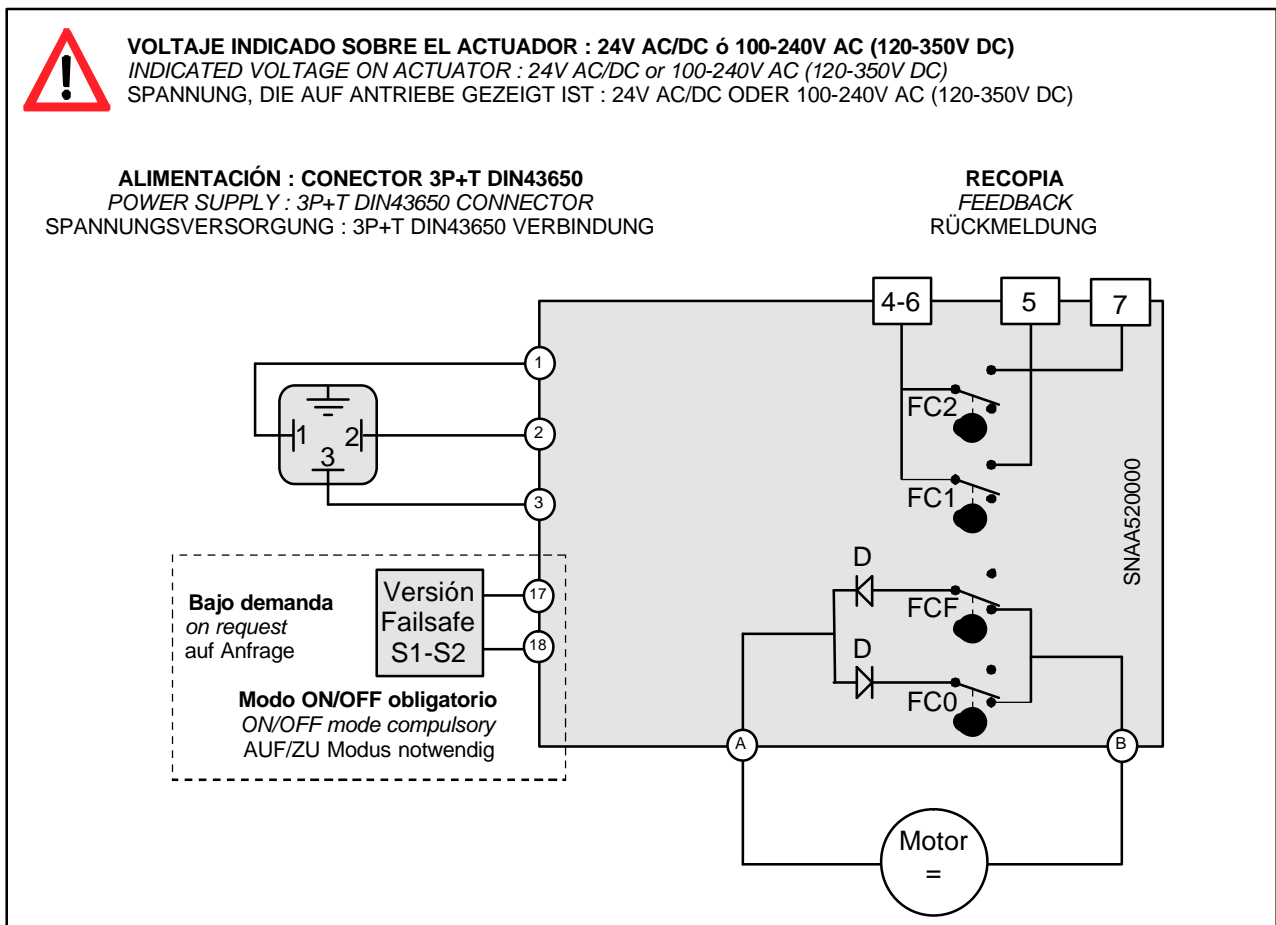 VOLTAJE INDICADO SOBRE EL ACTUADOR : 24V AC/DC ó 100-240V AC (120-350V DC)
INDICATED VOLTAGE ON ACTUATOR : 24V AC/DC or 100-240V AC (120-350V DC)
SPANNUNG, DIE AUF ANTRIEBE GEZEIGT IST : 24V AC/DC ODER 100-240V AC (120-350V DC)
ALIMENTACIÓN : CONECTOR 3P+T DIN43650
POWER SUPPLY : 3P+T DIN43650 CONNECTOR
SPANNUNGSVERSORGUNG : 3P+T DIN43650 VERBINDUNG
RECOPIA
FEEDBACK
RÜCKMELDUNG
4-6
5
7
1
2
3
1
2
3
FC2
FC1
SNAA520000
D
FCF
D
FC0
Bajo demanda
on request
auf Anfrage
Versión
Failsafe
S1-S2
17
18
Modo ON/OFF obligatorio
ON/OFF mode compulsory
AUF/ZU Modus notwendig
A
B
Motor
=